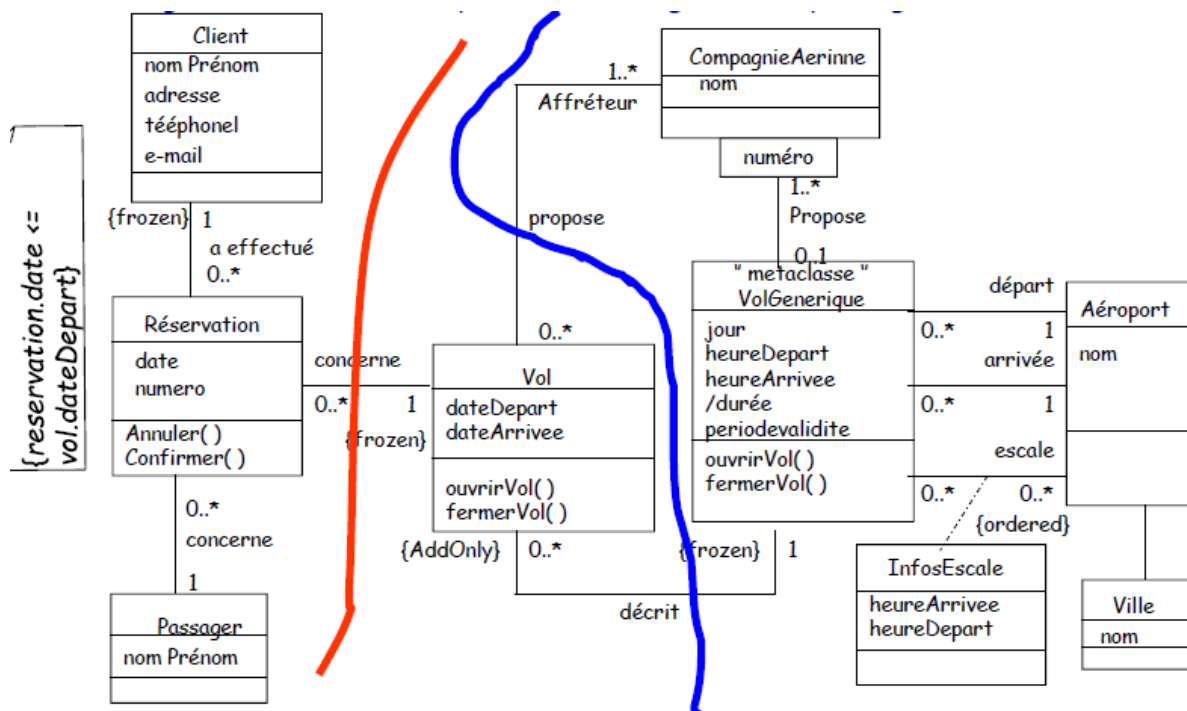 Client
nom Prénom
adresse
tééphonel
e-mail
{frozen}
1
a effectué
0..*
{reservation.date <=
vol.dateDepart}
Réservation
date
numero
Annuler( )
Confirmer( )
0..*
concerne
1
Passager
nom Prénom
concerne
0..*
1
{frozen}
Vol
dateDepart
dateArrivee
ouvrirVol( )
fermerVol( )
{AddOnly}
0..*
décrit
{frozen}
1
0..*
propose
1..*
Affréteur
CompagnieAerinne
nom
numéro
1..*
Propose
0..1
" metaclasse "
VolGenerique
jour
heureDepart
heureArrivee
/durée
periodevalidite
ouvrirVol( )
fermerVol( )
départ
0..*
1
arrivée
0..*
1
escale
0..*
0..*
{ordered}
Aéroport
nom
InfosEscale
heureArrivee
heureDepart
Ville
nom